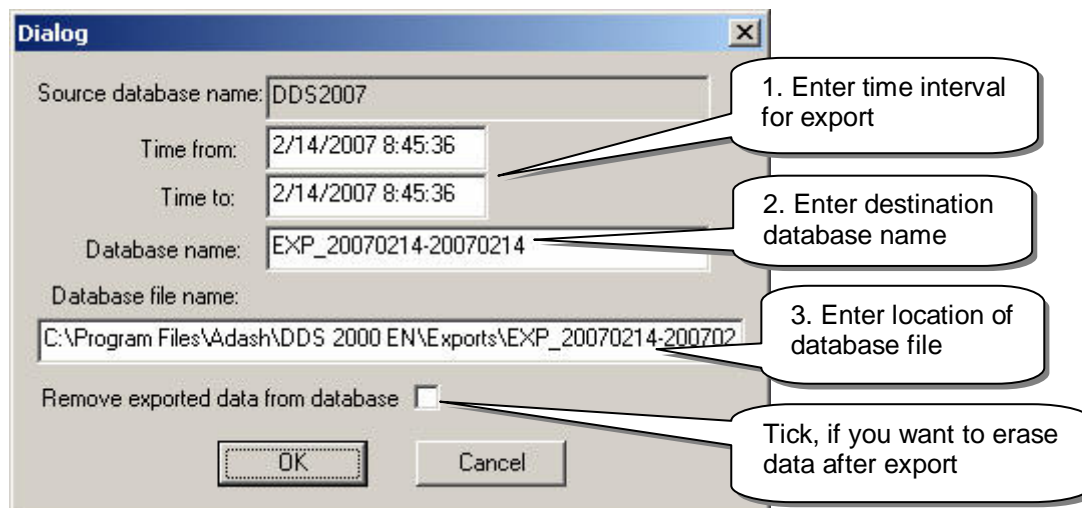 Dialog
Source database name: DDS2007
Time from: 2/14/2007 8:45:36
Time to: 2/14/2007 8:45:36
Database name: EXP_20070214-20070214
Database file name:
C:\Program Files\Adash\DDS 2000 EN\Exports\EXP_20070214-200702
Remove exported data from database
OK Cancel
1. Enter time interval
for export
2. Enter destination
database name
3. Enter location of
database file
Tick, if you want to erase
data after export